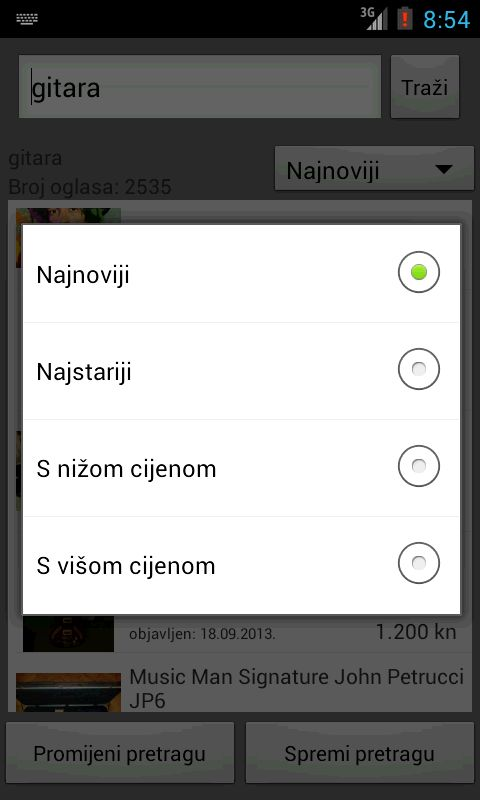 3G 8:54
gitara
Traži
gitara
Broj oglasa: 2535
Najnoviji
Najnoviji
Najstariji
S nižom cijenom
S višom cijenom
objavljen: 18.09.2013.
1.200 kn
Music Man Signature John Petrucci
JP6
Promijeni pretragu
Spremi pretragu